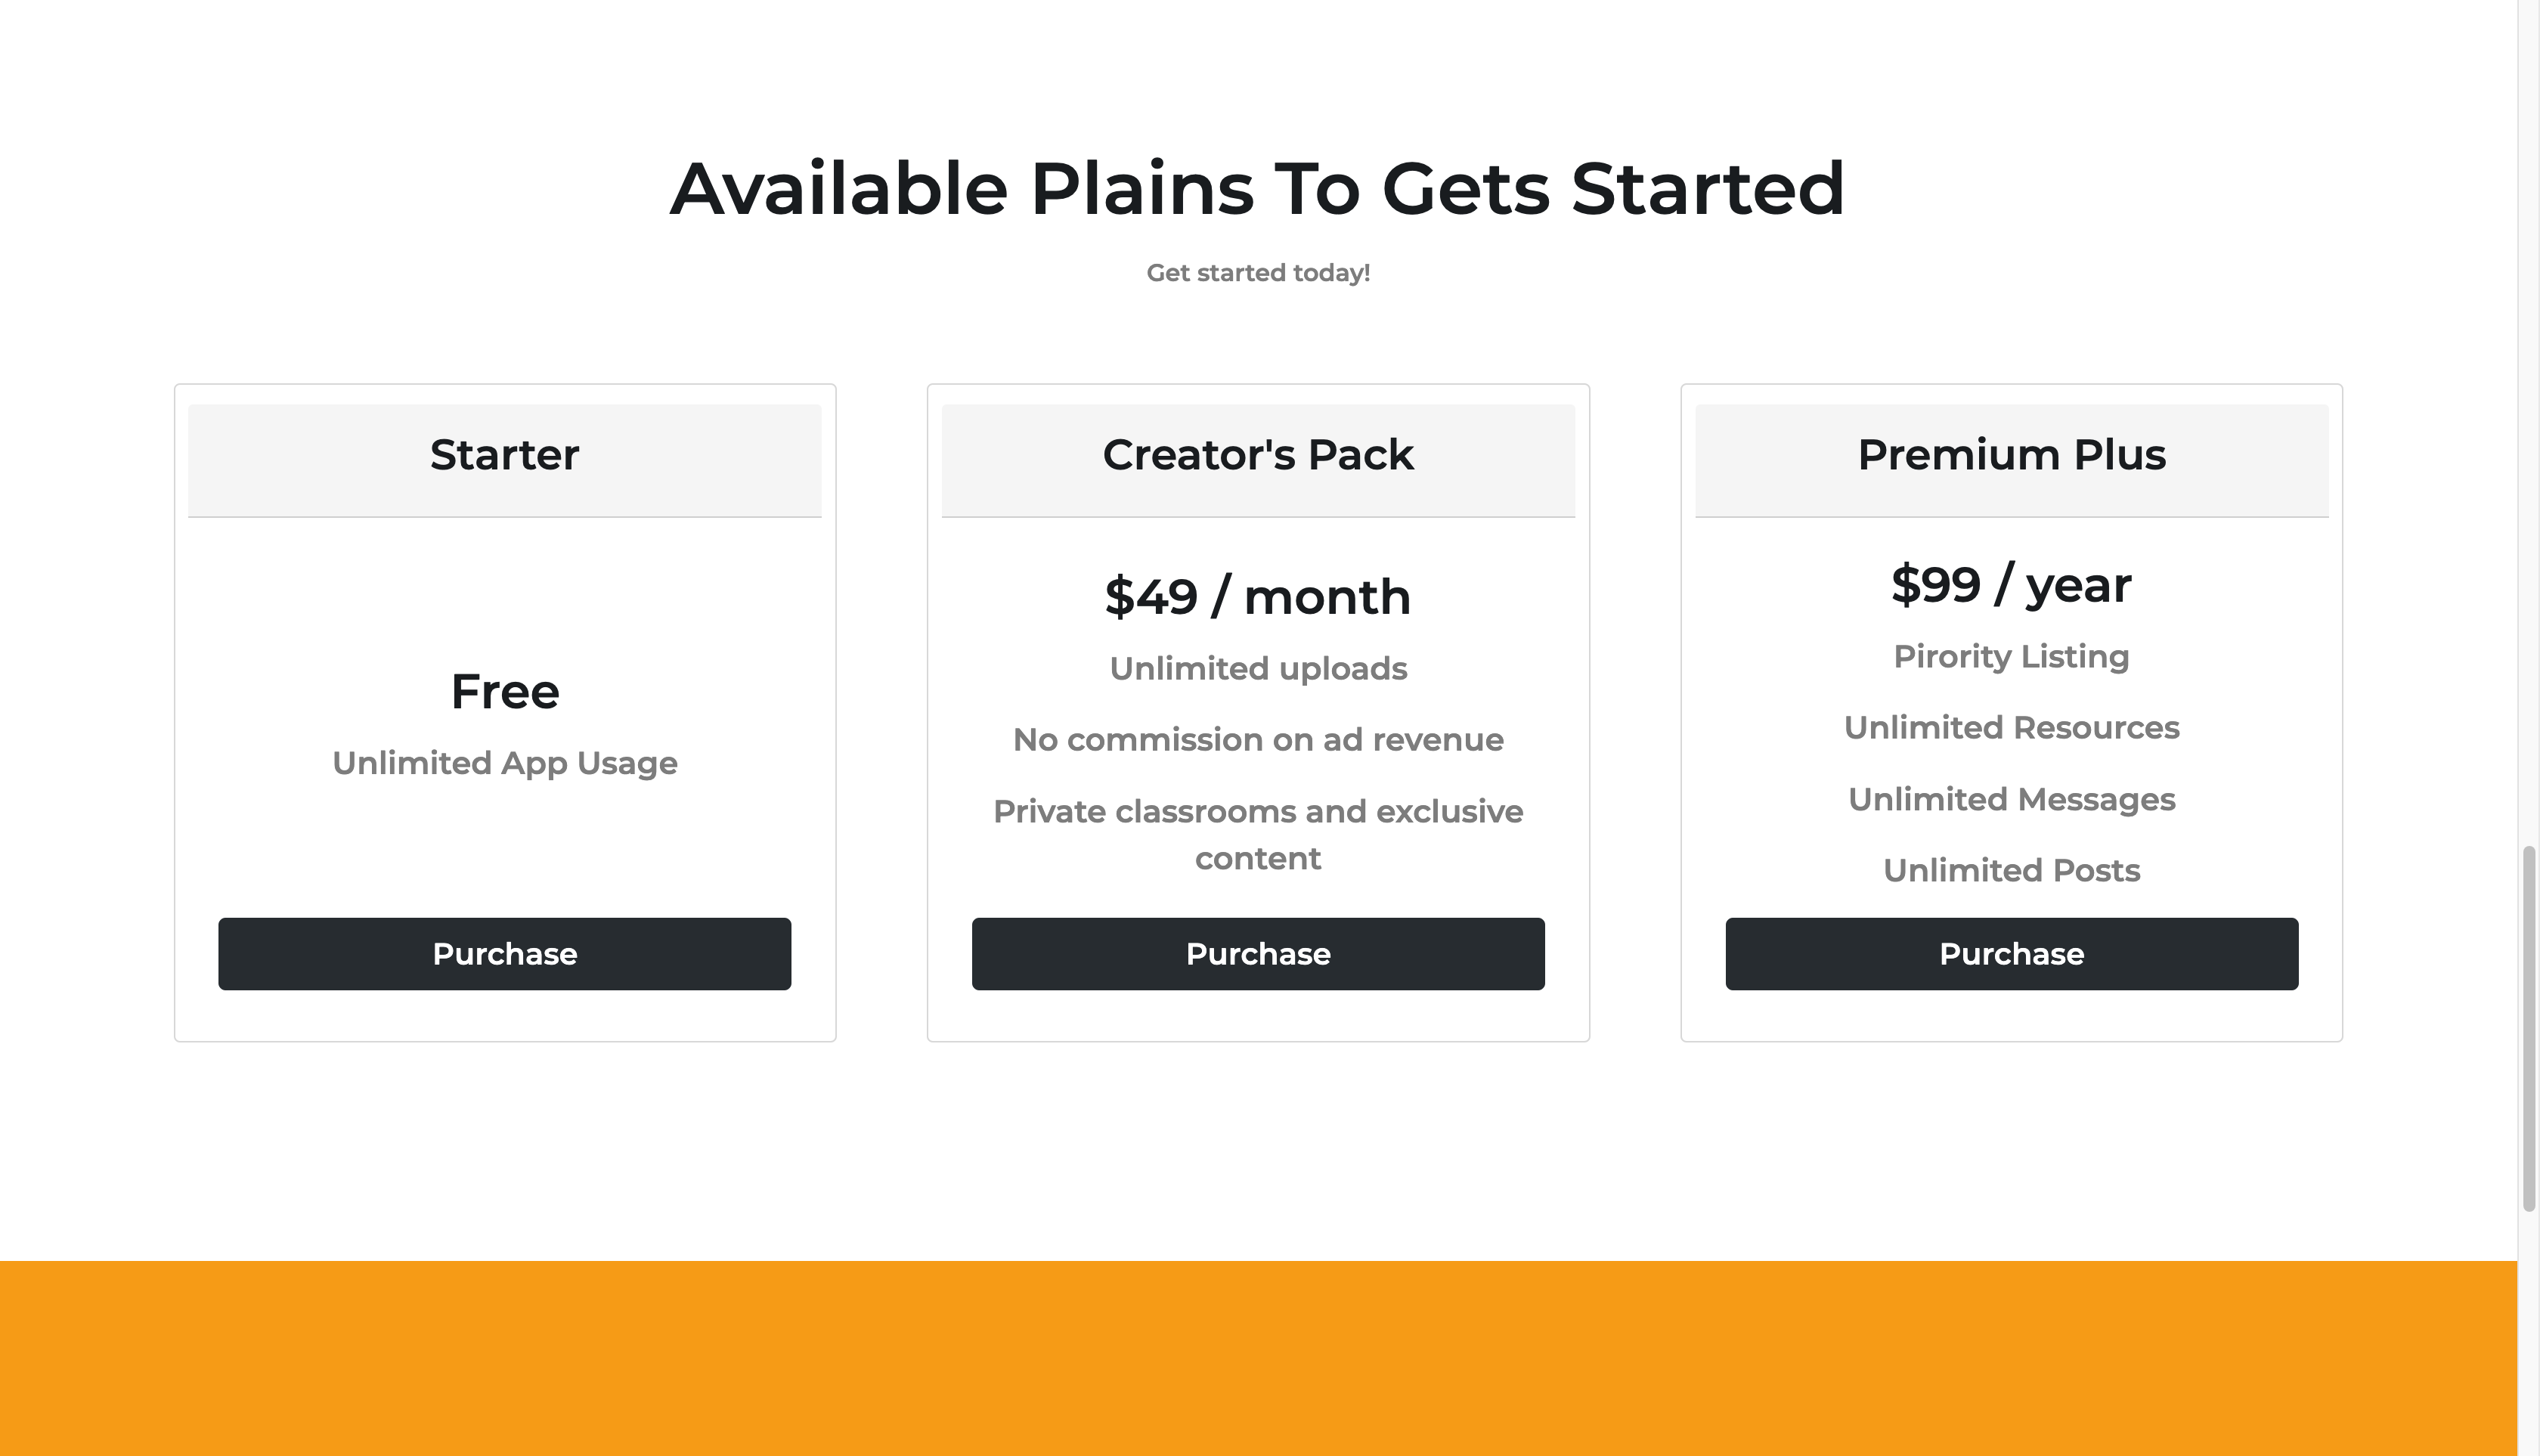 Available Plains To Gets Started
Get started today!
Starter
Free
Unlimited App Usage
Purchase
Creator's Pack
$49 / month
Unlimited uploads
No commission on ad revenue
Private classrooms and exclusive
content
Purchase
Premium Plus
$99 / year
Pirority Listing
Unlimited Resources
Unlimited Messages
Unlimited Posts
Purchase